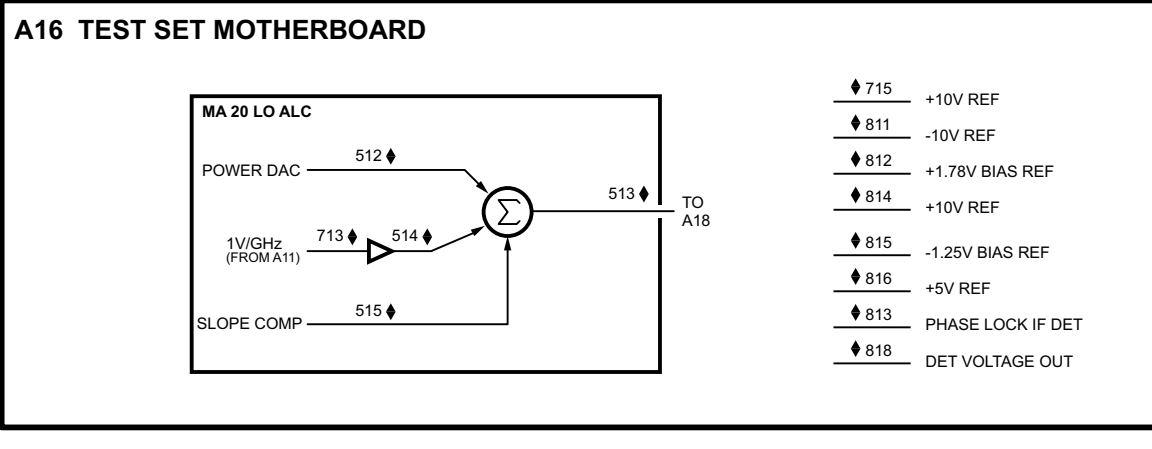 A16 TEST SET MOTHERBOARD
MA 20 LO ALC
POWER DAC
512
513
TO
A18
1V/GHz
(FROM A11)
713
514
Σ
SLOPE COMP
515
715
+10V REF
811
-10V REF
812
+1.78V BIAS REF
814
+10V REF
815
-1.25V BIAS REF
816
+5V REF
813
PHASE LOCK IF DET
818
DET VOLTAGE OUT